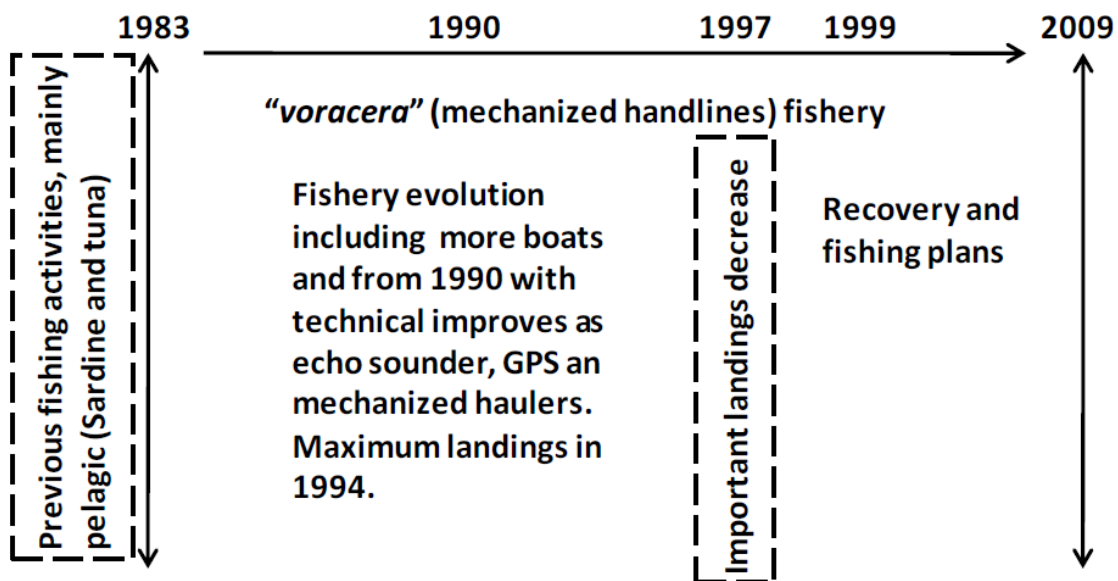 1983 1990 1997 1999 2009
Previous fishing activities, mainly
pelagic (Sardine and tuna)
“voracera” (mechanized handlines) fishery
Fishery evolution
including more boats
and from 1990 with
technical improves as
echo sounder, GPS an
mechanized haulers.
Maximum landings in
1994.
Important landings decrease
Recovery and
fishing plans